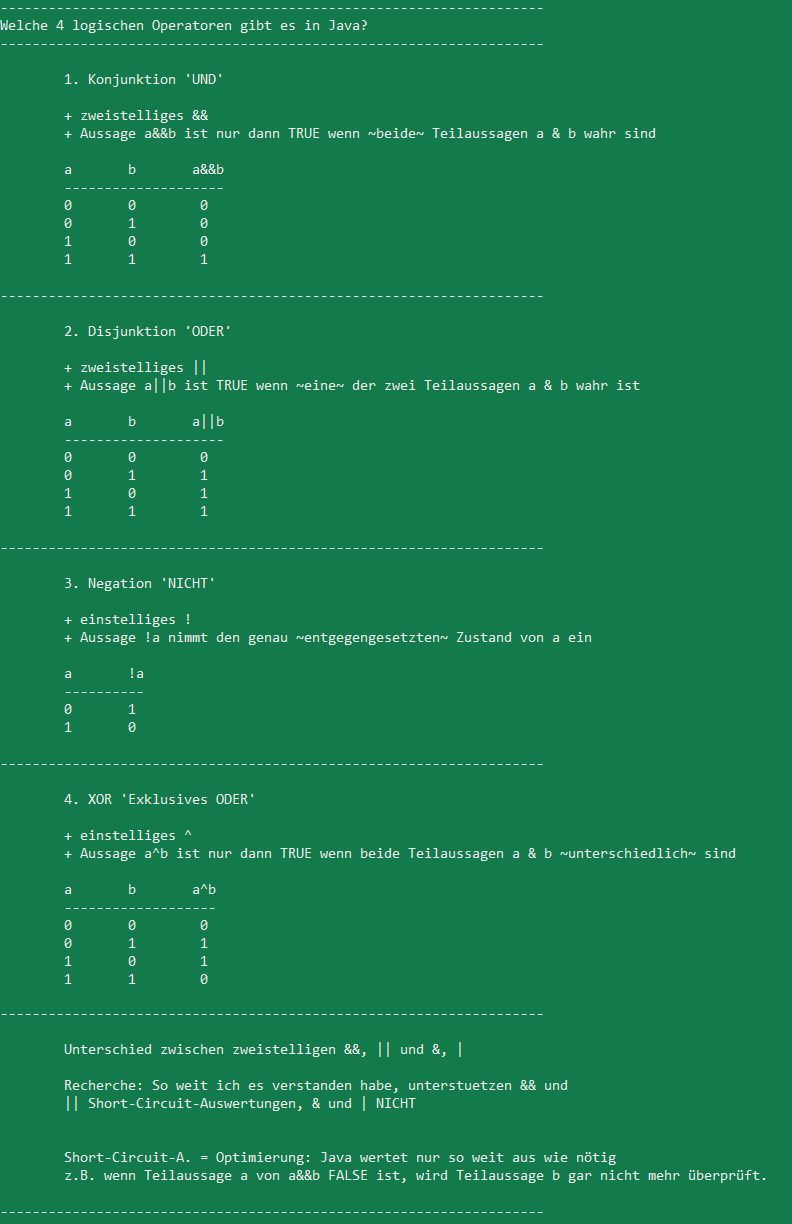 --------------------------------------------------------------------
Welche 4 logischen Operatoren gibt es in Java?
--------------------------------------------------------------------
1. Konjunktion 'UND'
+ zweistelliges &&
+ Aussage a&&b ist nur dann TRUE wenn ~beide~ Teilaussagen a & b wahr sind
a b a&&b
--------------------
0 0 0
0 1 0
1 0 0
1 1 1
--------------------------------------------------------------------
2. Disjunktion 'ODER'
+ zweistelliges ||
+ Aussage a||b ist TRUE wenn ~eine~ der zwei Teilaussagen a & b wahr ist
a b a||b
--------------------
0 0 0
0 1 1
1 0 1
1 1 1
--------------------------------------------------------------------
3. Negation 'NICHT'
+ einstelliges !
+ Aussage !a nimmt den genau ~entgegengesetzten~ Zustand von a ein
a !a
----------
0 1
1 0
--------------------------------------------------------------------
4. XOR 'Exklusives ODER'
+ einstelliges ^
+ Aussage a^b ist nur dann TRUE wenn beide Teilaussagen a & b ~unterschiedlich~ sind
a b a^b
-------------------
0 0 0
0 1 1
1 0 1
1 1 0
--------------------------------------------------------------------
Unterschied zwischen zweistelligen &&, || und &, |
Recherche: So weit ich es verstanden habe, unterstuetzen && und
|| Short-Circuit-Auswertungen, & und | NICHT
Short-Circuit-A. = Optimierung: Java wertet nur so weit aus wie nötig
z.B. wenn Teilaussage a von a&&b FALSE ist, wird Teilaussage b gar nicht mehr überprüft.
--------------------------------------------------------------------